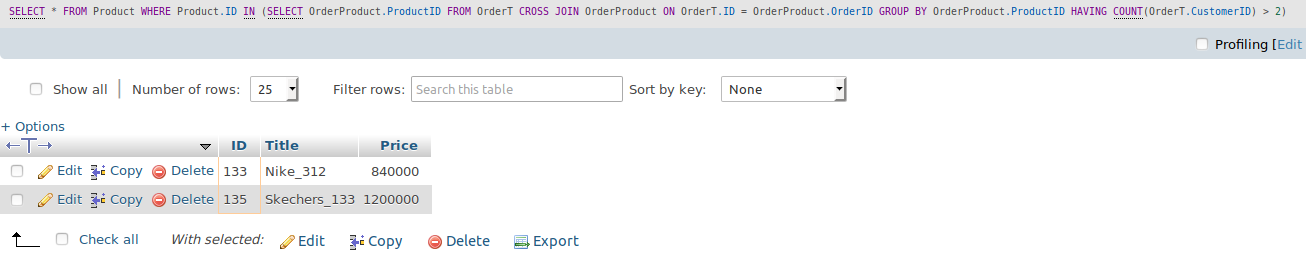 SELECT * FROM Product WHERE Product.ID IN (SELECT OrderProduct.ProductID FROM OrderT CROSS JOIN OrderProduct ON OrderT.ID = OrderProduct.OrderID GROUP BY OrderProduct.ProductID HAVING COUNT(OrderT.CustomerID) > 2)
Profiling [Edit
Show all Number of rows: 25 Filter rows: Search this table Sort by key: None
+ Options
ID Title Price
Edit Copy Delete 133 Nike_312 840000
Edit Copy Delete 135 Skechers_133 1200000
Check all With selected: Edit Copy Delete Export